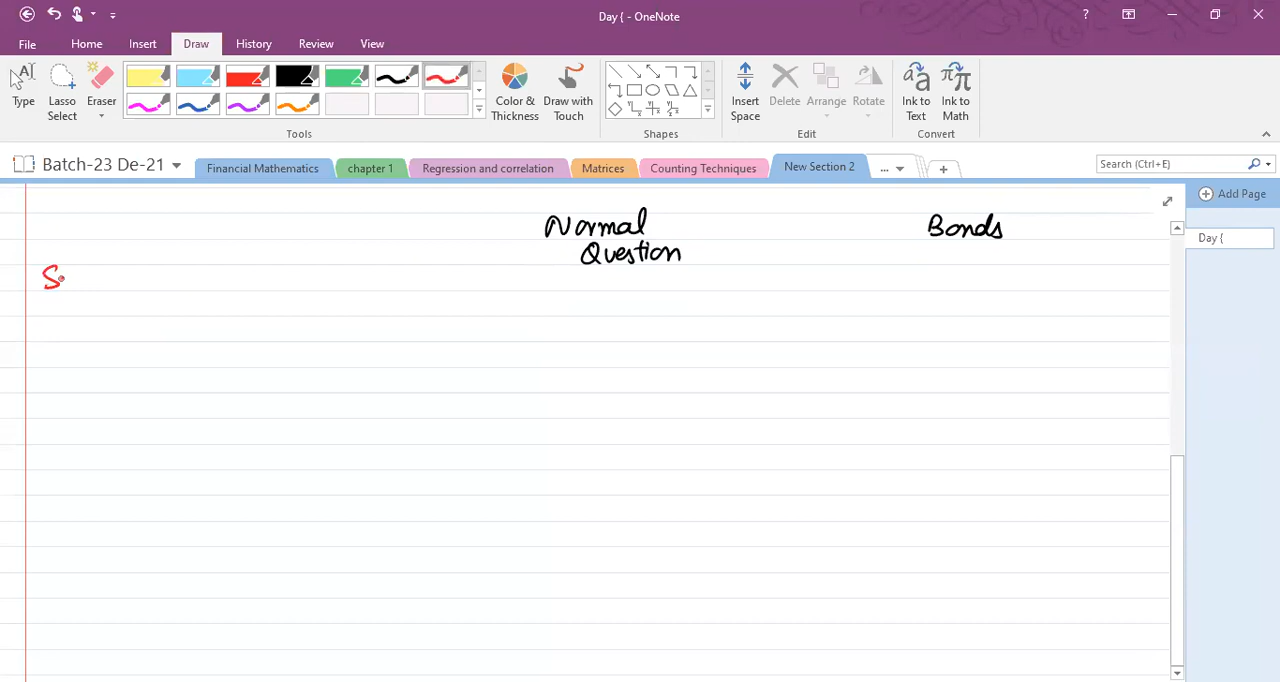 Day { - OneNote
?
File Home Insert Draw History Review View
Type
Lasso Select
Eraser
Color & Thickness
Draw with Touch
Insert Space
Delete
Arrange
Rotate
Ink to Text
Ink to Math
Tools
Shapes
Edit
Convert
Batch-23 De-21
Financial Mathematics
chapter 1
Regression and correlation
Matrices
Counting Techniques
New Section 2
...
Search (Ctrl+E)
Add Page
Day {
Normal Bonds
Question
S